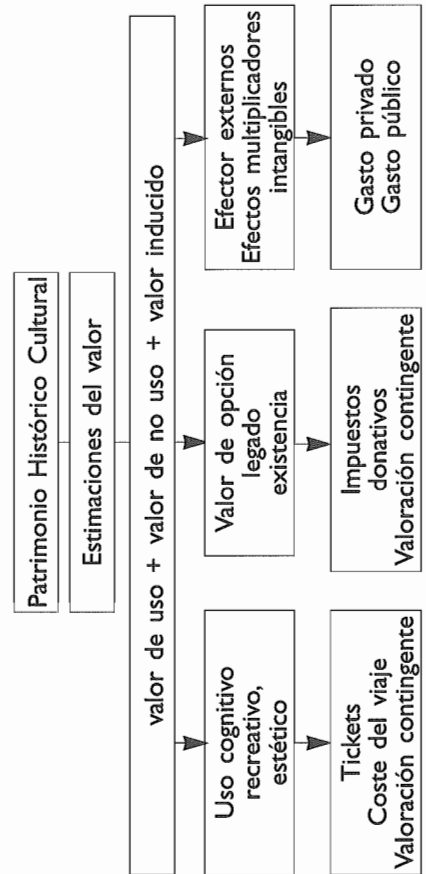 Patrimonio Histórico Cultural
Estimaciones del valor
valor de uso + valor de no uso + valor inducido
Uso cognitivo
recreativo,
estético
Valor de opción
legado
existencia
Efector externos
Efectos multiplicadores
intangibles
Tickets
Coste del viaje
Valoración contingente
Impuestos
donativos
Valoración contingente
Gasto privado
Gasto público